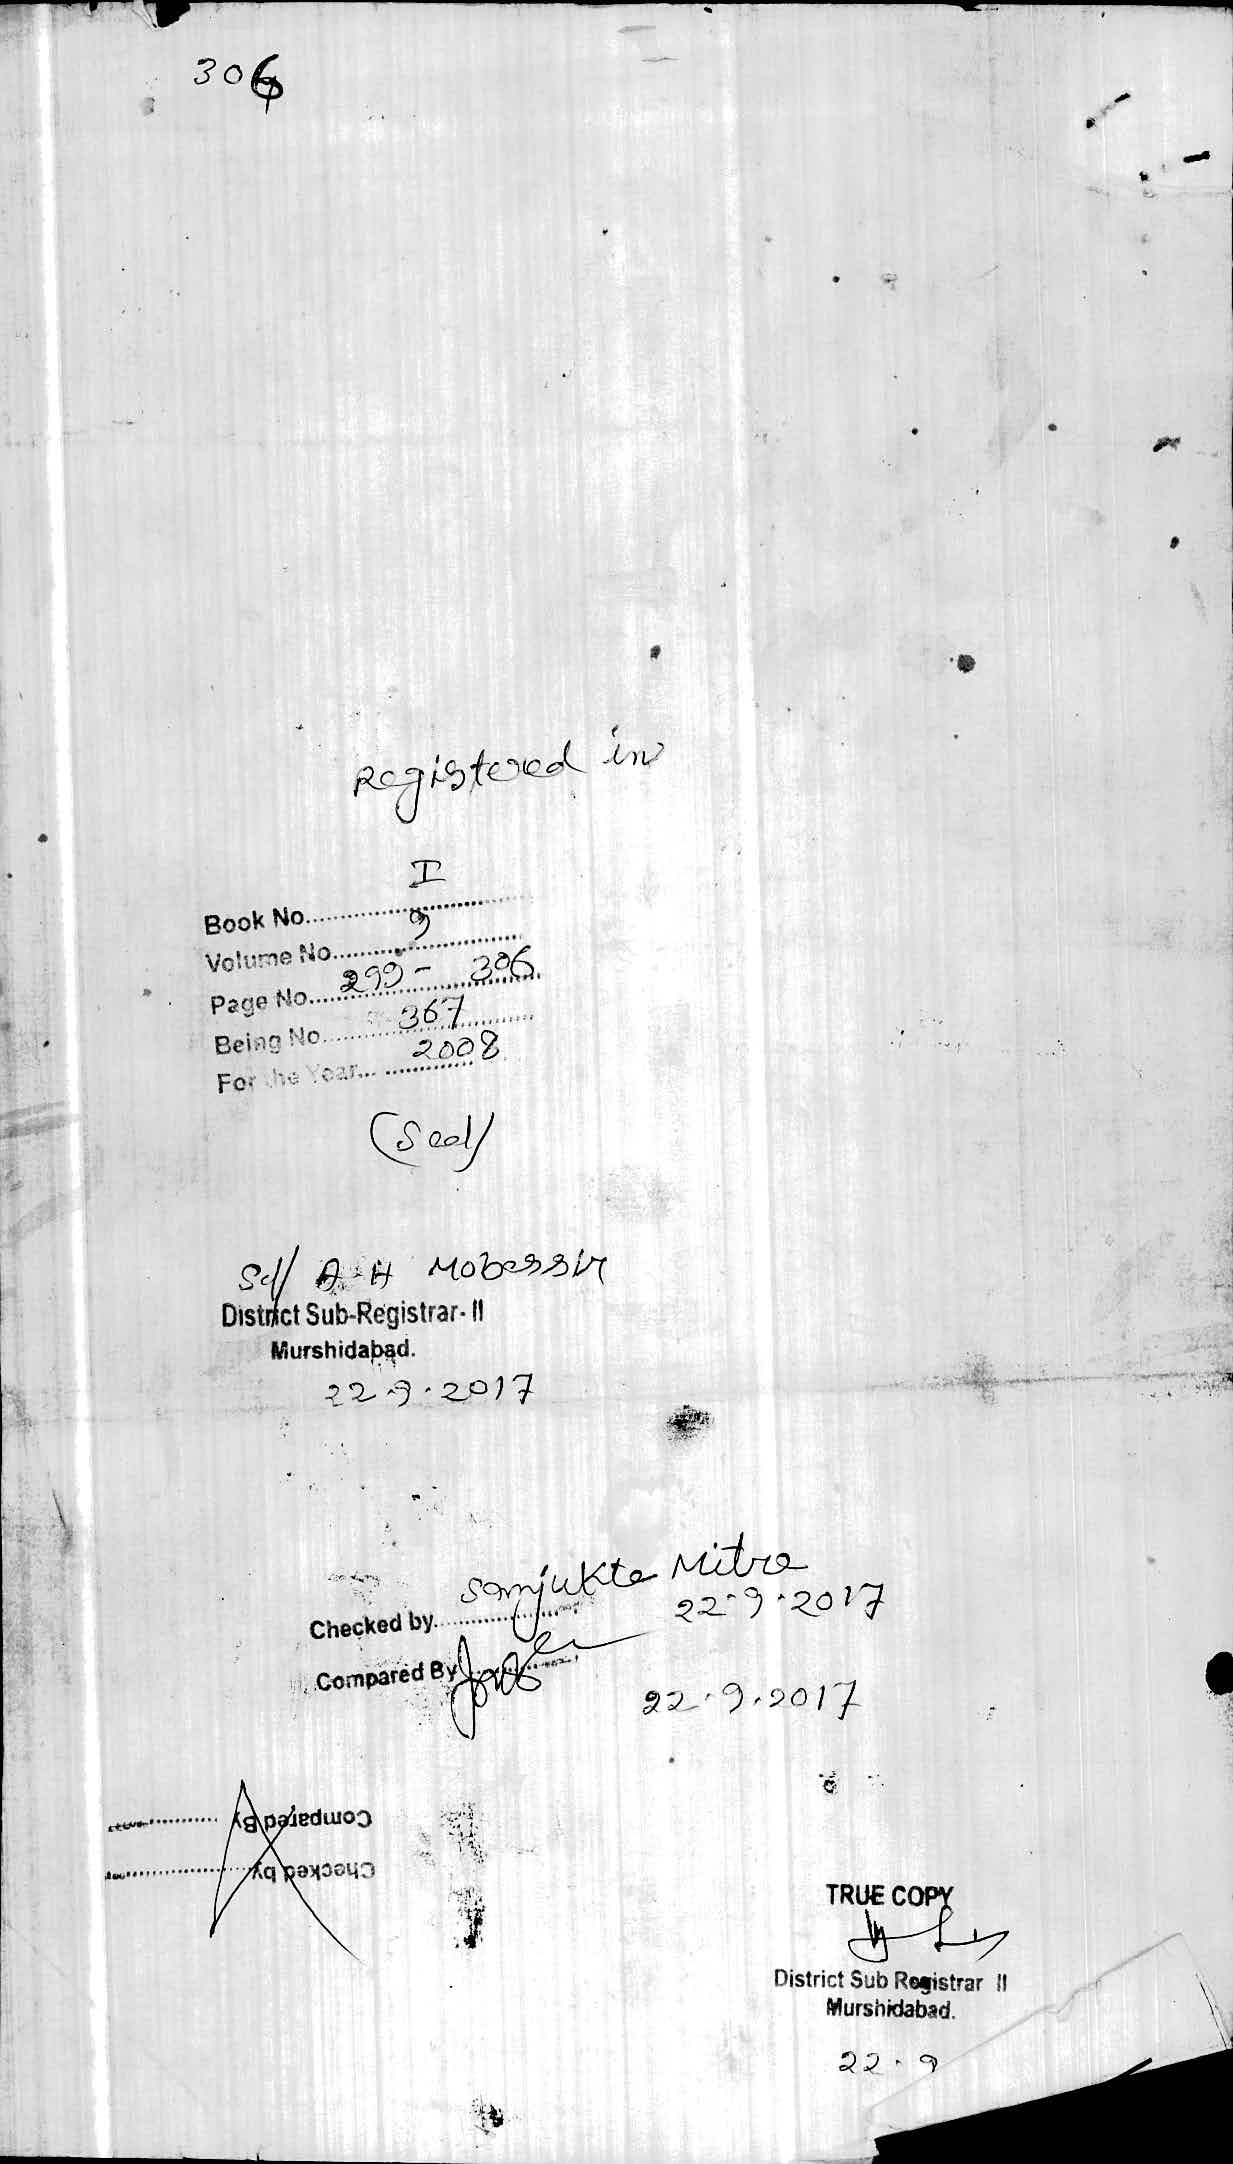 306
Registered in
I
Book No.
Volume No. 9
Page No. 299 - 306
Being No. 367
For the Year 2008
(Seal)
Sd/ A. H Mobassir
District Sub-Registrar- II
Murshidabad.
22.9.2017
Checked by Samjukta Mitra
22.9.2017
Compared By
22.9.2017
Compared By
Checked by
TRUE COPY
District Sub Registrar II
Murshidabad.
22.9